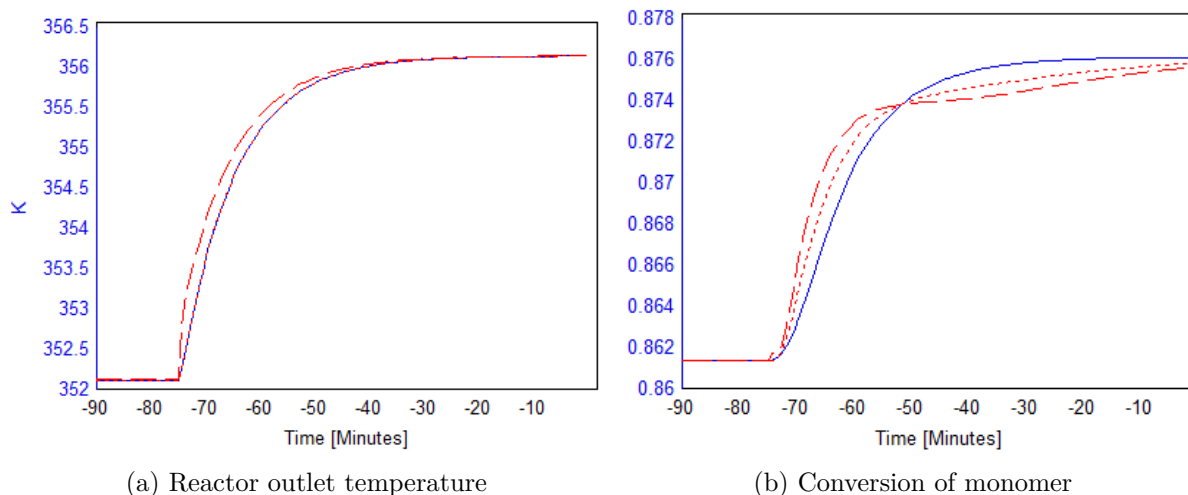 356.5
356
355.5
355
354.5
354
353.5
353
352.5
352
K
-90 -80 -70 -60 -50 -40 -30 -20 -10
Time [Minutes]
(a) Reactor outlet temperature
0.878
0.876
0.874
0.872
0.87
0.868
0.866
0.864
0.862
0.86
-90 -80 -70 -60 -50 -40 -30 -20 -10
Time [Minutes]
(b) Conversion of monomer